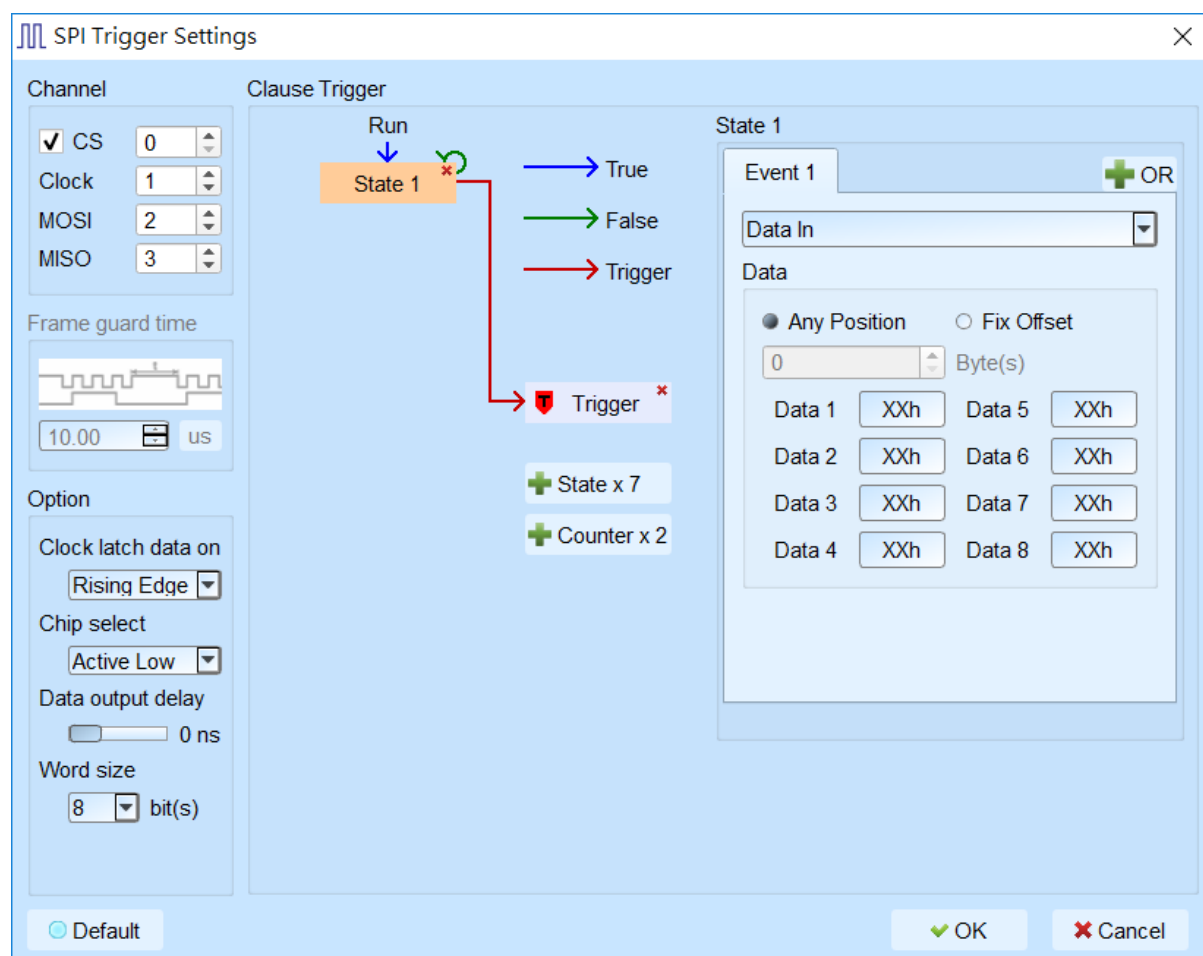 SPI Trigger Settings
Channel
CS 0
Clock 1
MOSI 2
MISO 3
Frame guard time
t
10.00 us
Option
Clock latch data on
Rising Edge
Chip select
Active Low
Data output delay
0 ns
Word size
8 bit(s)
Clause Trigger
Run
State 1
True
False
Trigger
T Trigger
State x 7
Counter x 2
State 1
Event 1
OR
Data In
Data
Any Position Fix Offset
0 Byte(s)
Data 1 XXh Data 5 XXh
Data 2 XXh Data 6 XXh
Data 3 XXh Data 7 XXh
Data 4 XXh Data 8 XXh
Default
OK
Cancel